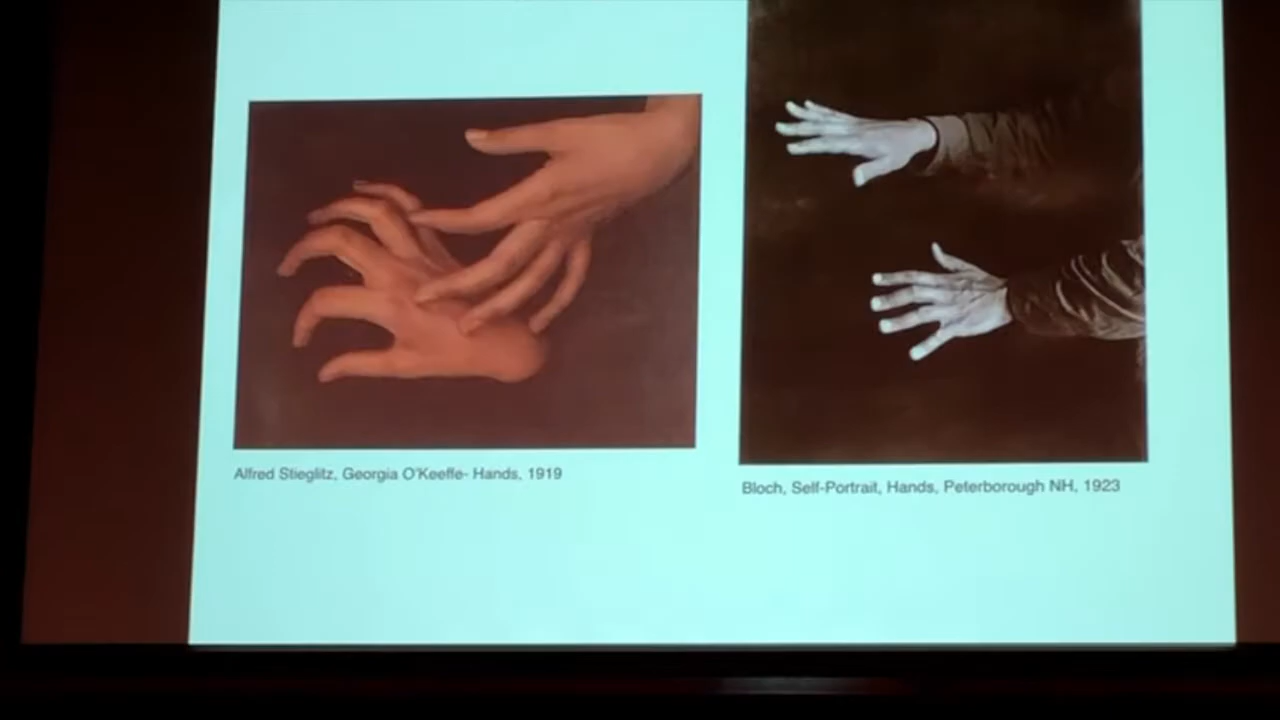 Alfred Stieglitz, Georgia O'Keeffe- Hands, 1919
Bloch, Self-Portrait, Hands, Peterborough NH, 1923